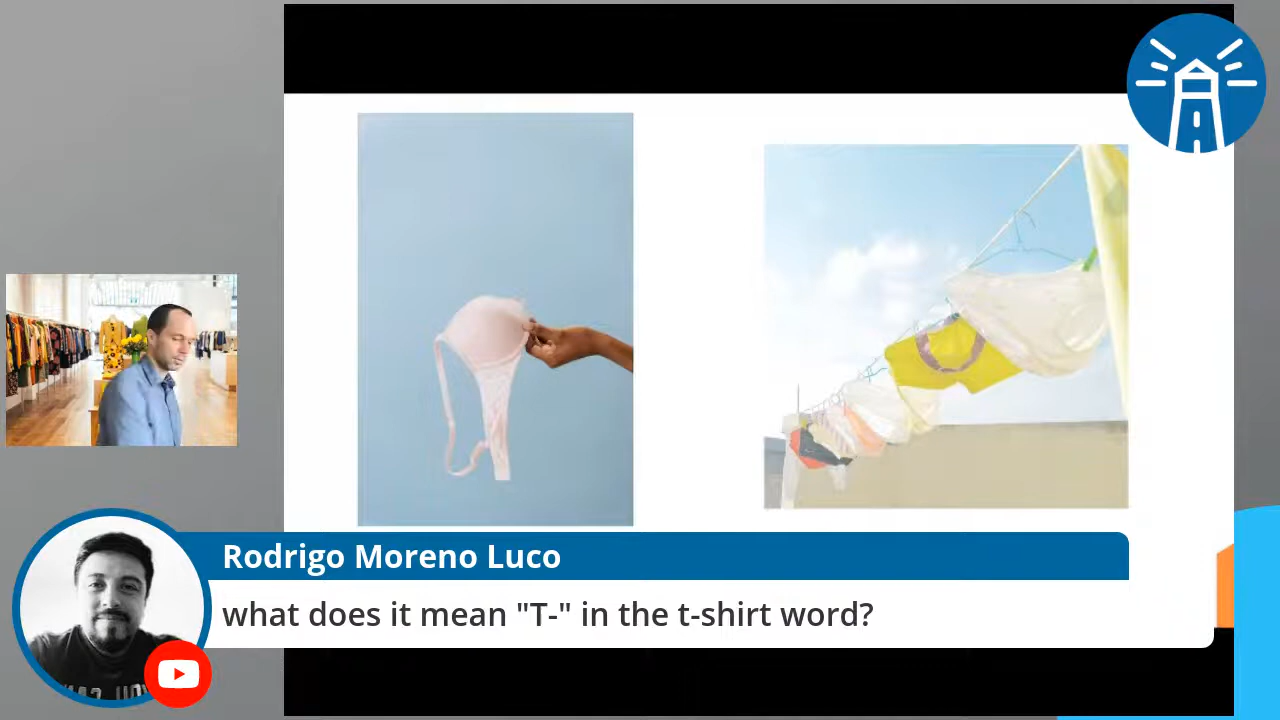 Rodrigo Moreno Luco
what does it mean "T-" in the t-shirt word?